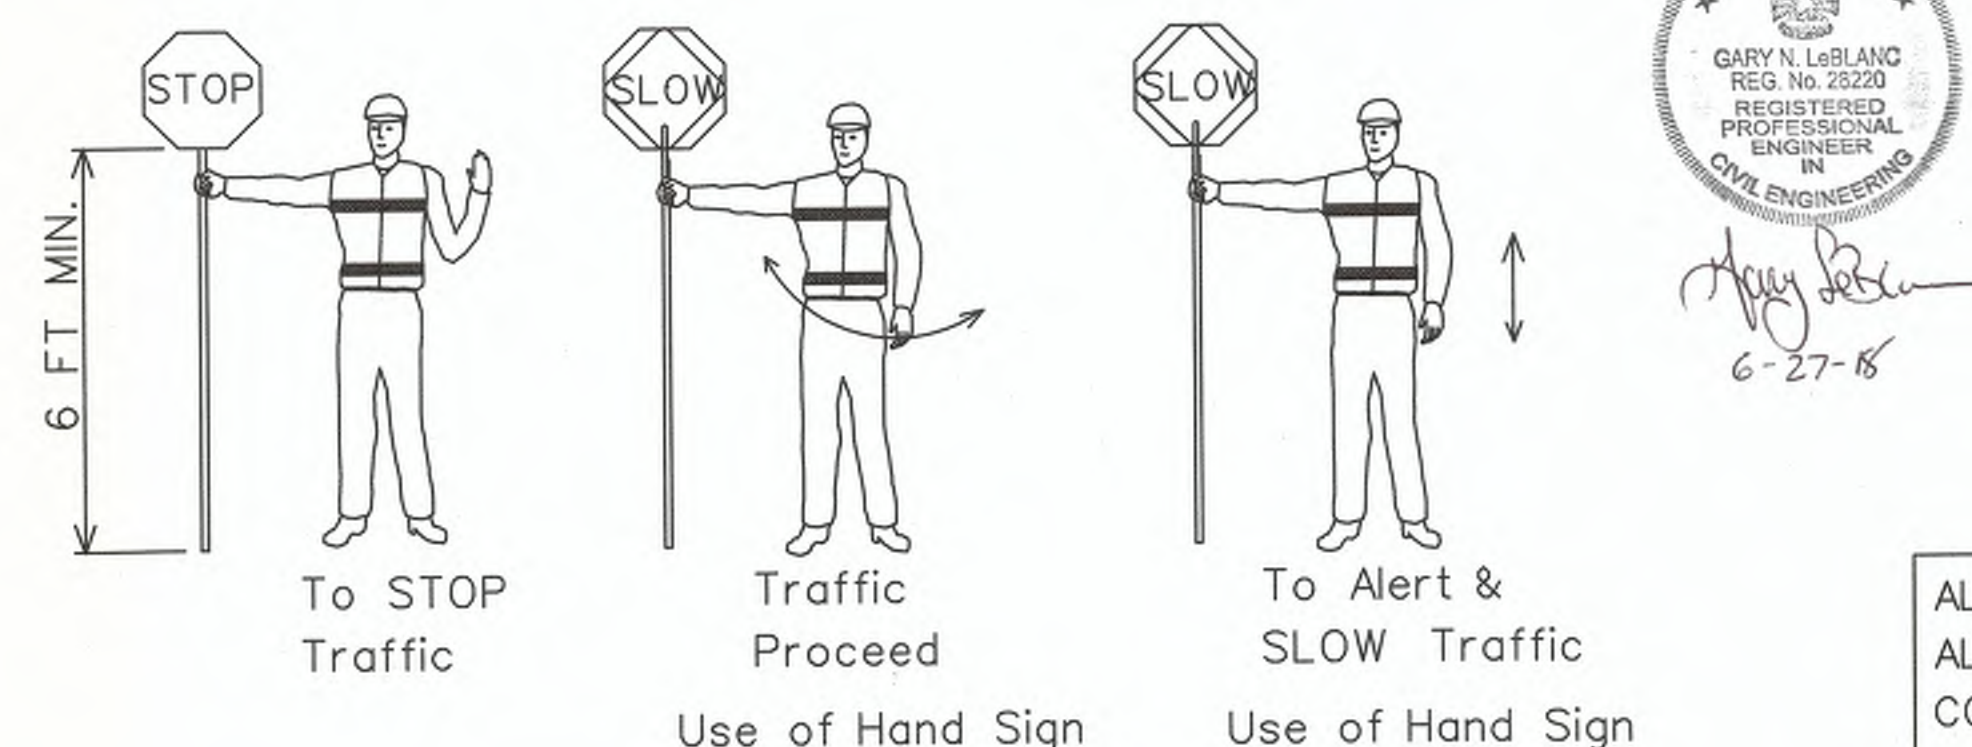 STOP
SLOW
SLOW
6 FT MIN.
To STOP
Traffic
Traffic
Proceed
To Alert &
SLOW Traffic
Use of Hand Sign
Use of Hand Sign
GARY N. LeBLANC
REG. No. 28220
REGISTERED
PROFESSIONAL
ENGINEER
IN
CIVIL ENGINEERING
Gary LeBlanc
6-27-18
AL
AL
CO